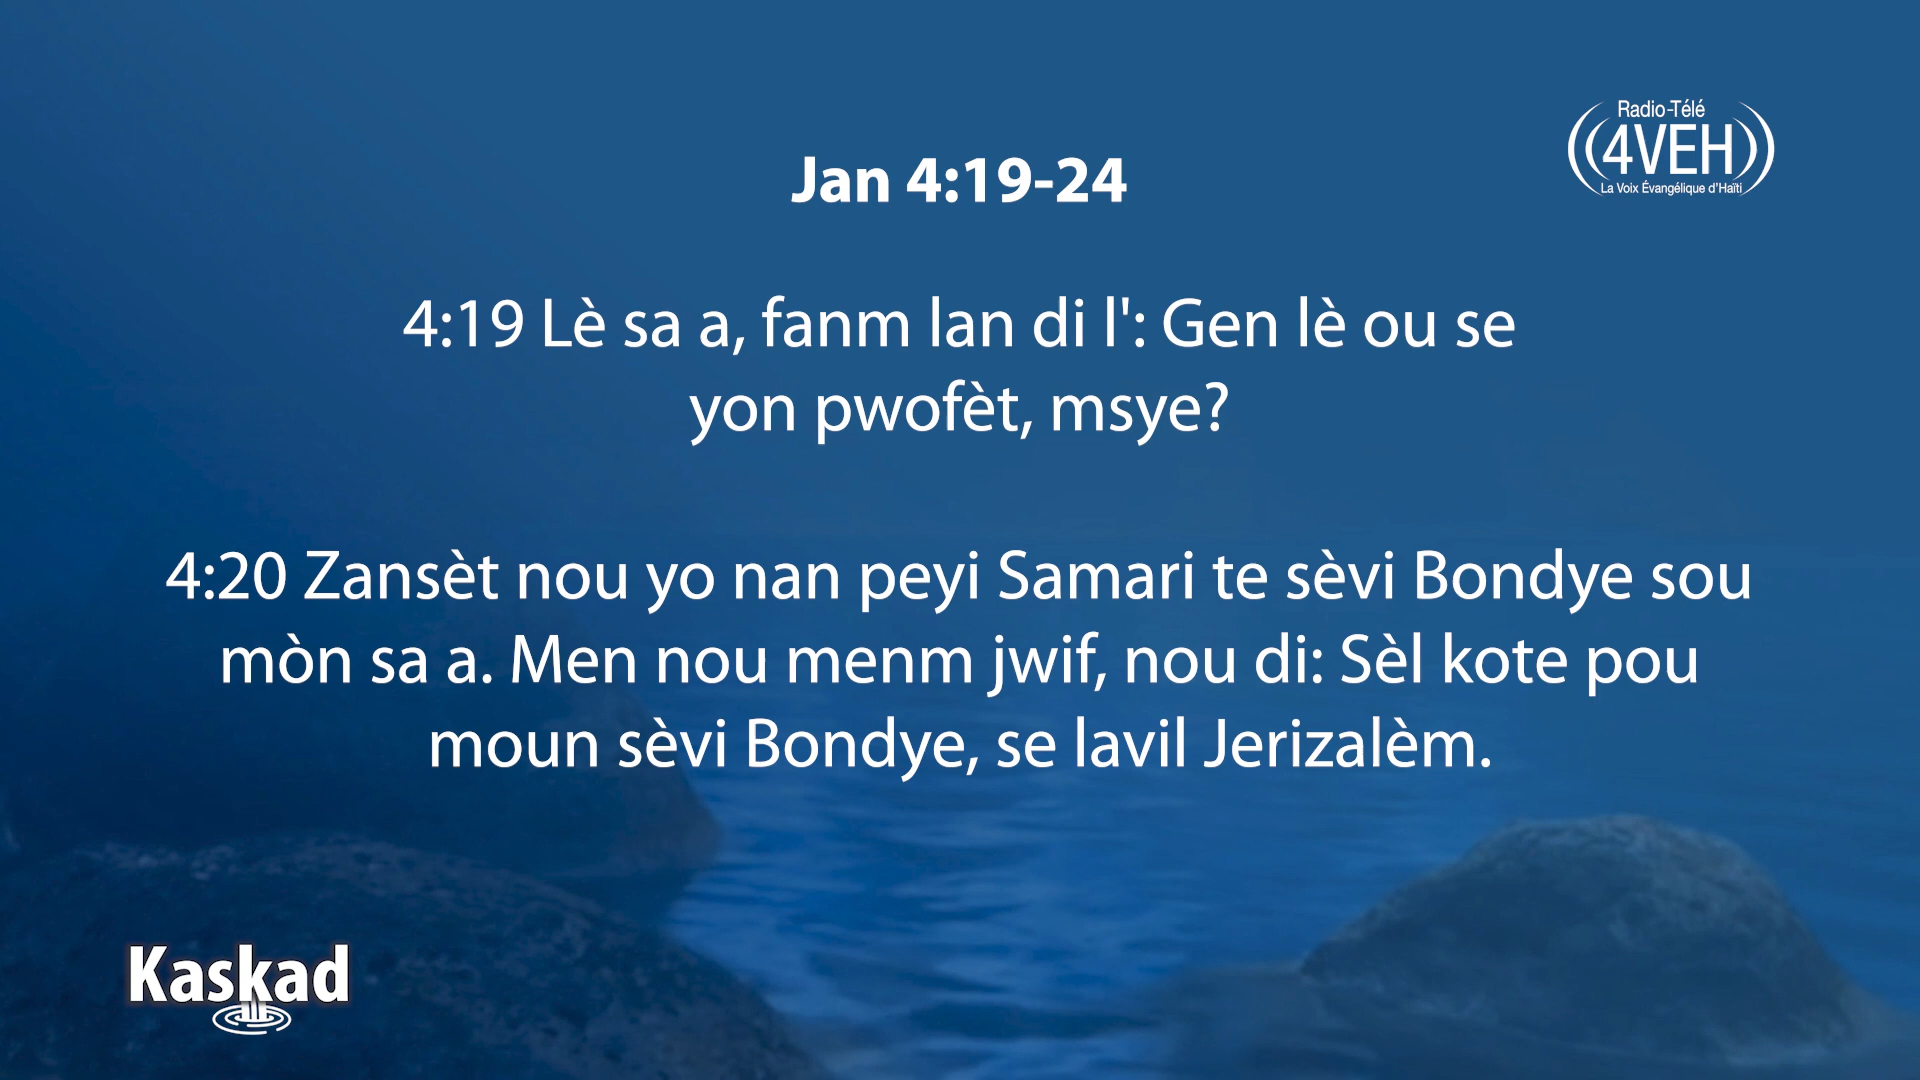 Radio-Télé
4VEH
La Voix Évangélique d'Haïti
Jan 4:19-24
4:19 Lè sa a, fanm lan di l': Gen lè ou se
yon pwofèt, msye?
4:20 Zansèt nou yo nan peyi Samari te sèvi Bondye sou
mòn sa a. Men nou menm jwif, nou di: Sèl kote pou
moun sèvi Bondye, se lavil Jerizalèm.
Kaskad